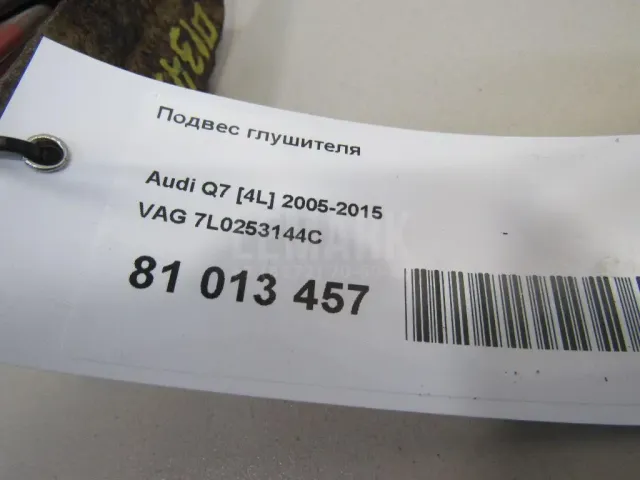 Подвес глушителя
Audi Q7 [4L] 2005-2015
VAG 7L0253144C
81 013 457